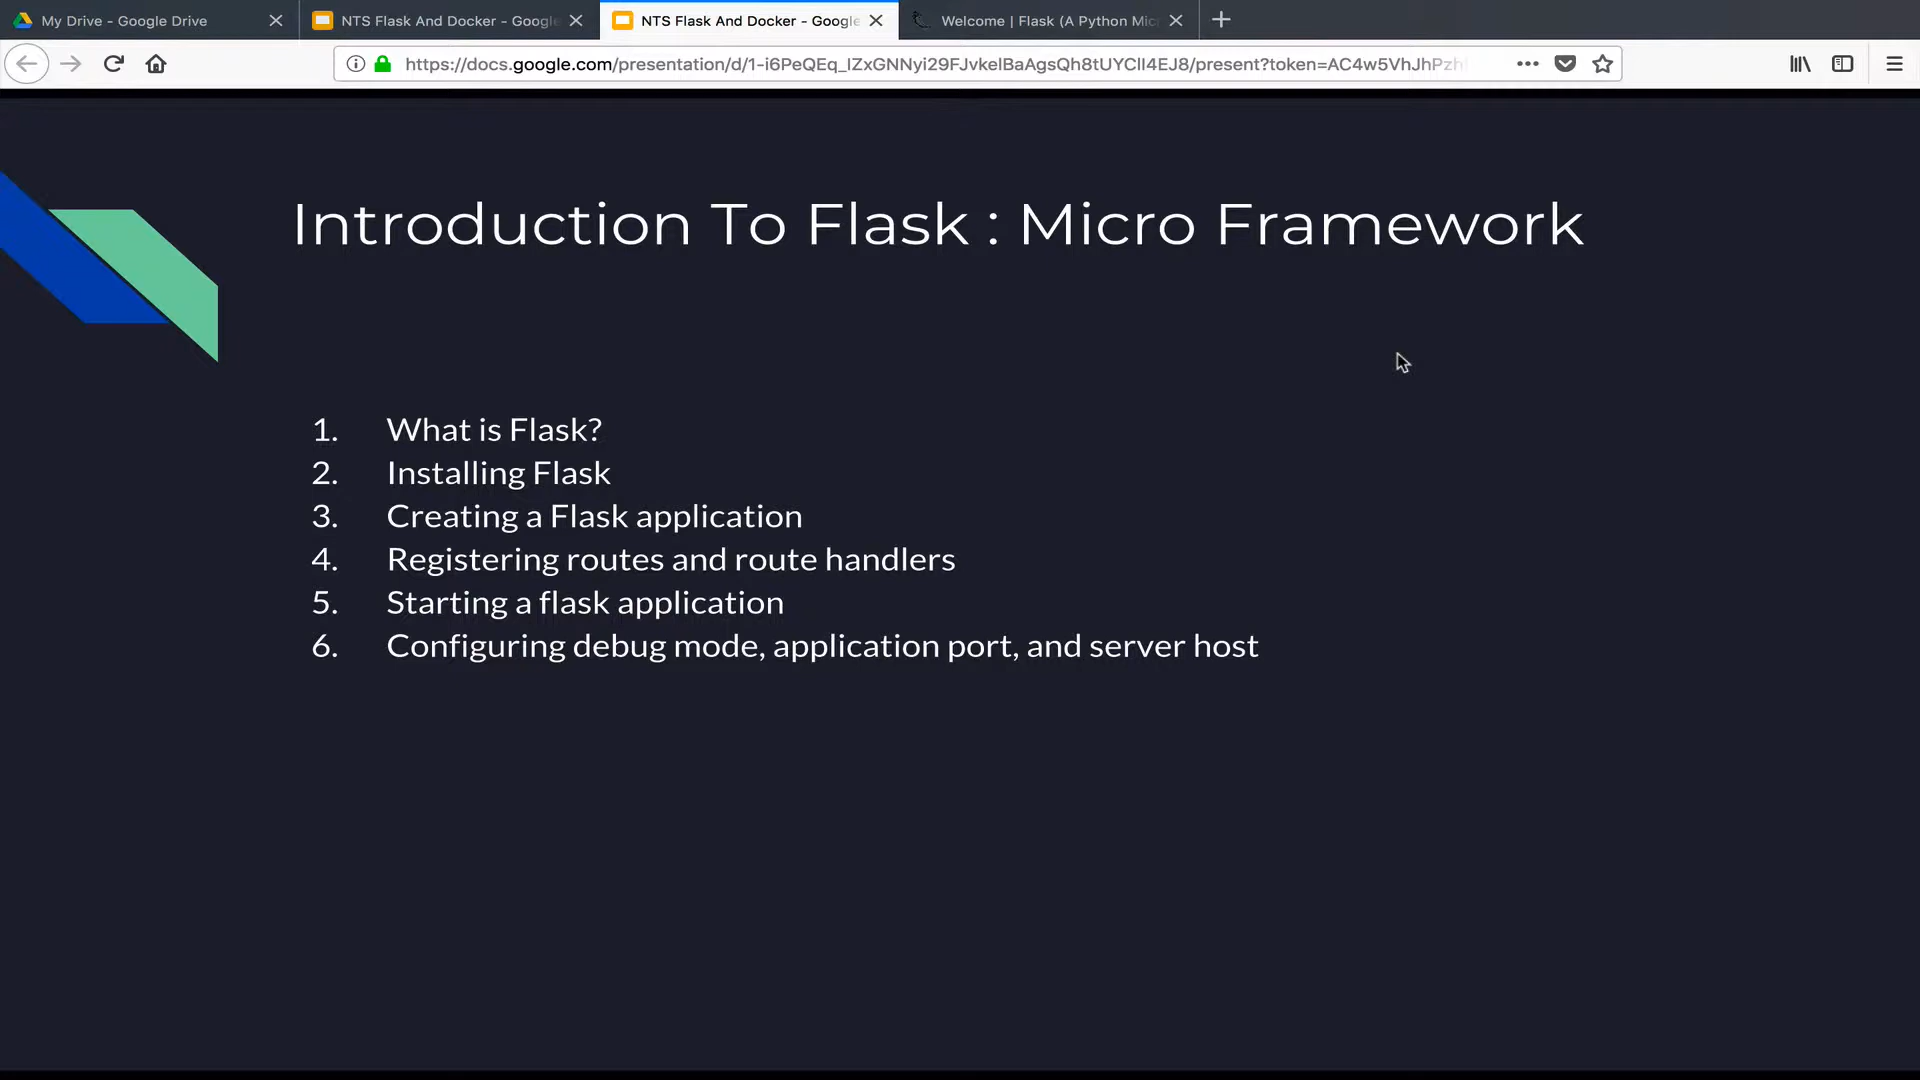 My Drive - Google Drive
NTS Flask And Docker - Google
NTS Flask And Docker - Google
Welcome | Flask (A Python Mic
https://docs.google.com/presentation/d/1-i6PeQEq_IZxGNNyi29FJvkelBaAgsQh8tUYClI4EJ8/present?token=AC4w5VhJhPzh
Introduction To Flask : Micro Framework
1. What is Flask?
2. Installing Flask
3. Creating a Flask application
4. Registering routes and route handlers
5. Starting a flask application
6. Configuring debug mode, application port, and server host